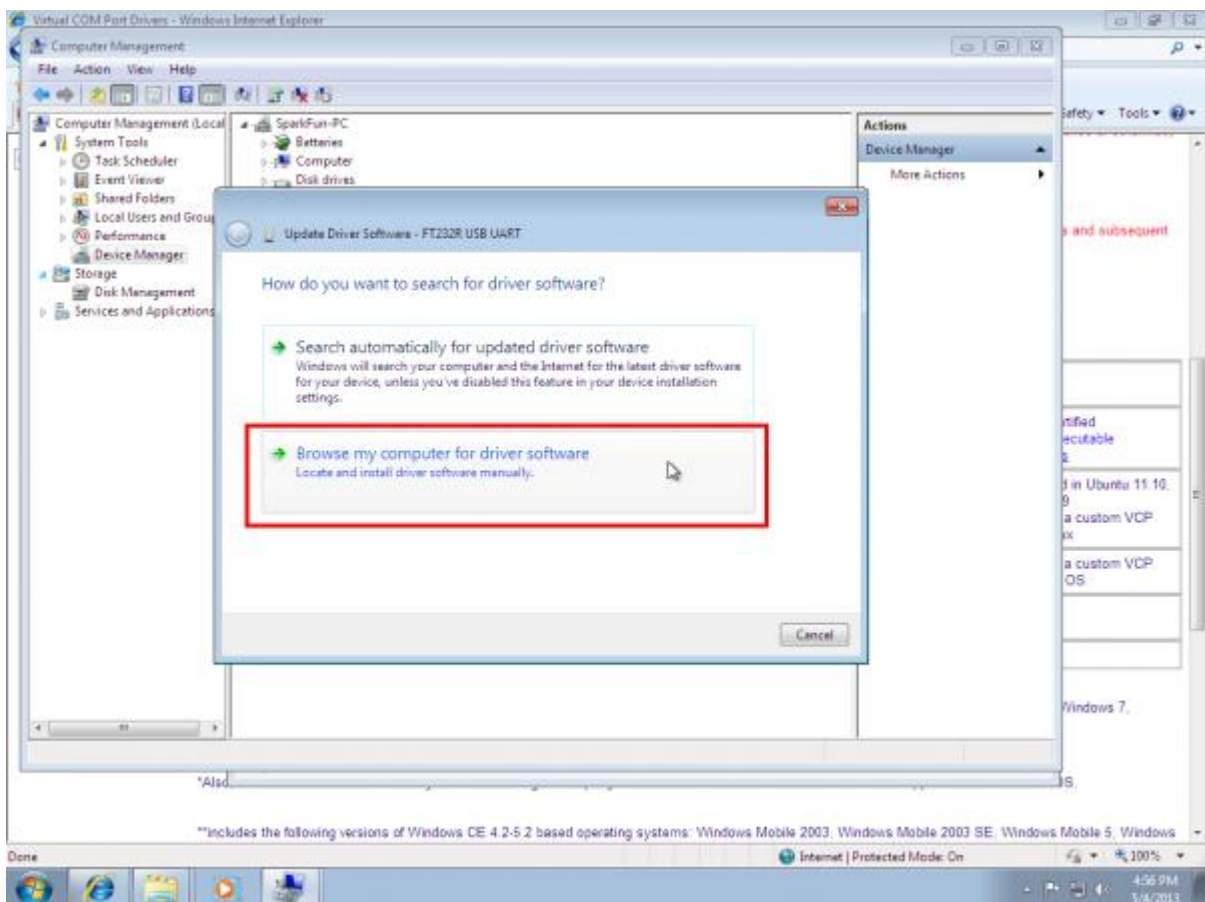 Virtual COM Port Drivers - Windows Internet Explorer
Computer Management
File Action View Help
Safety Tools
Computer Management (Local
System Tools
Task Scheduler
Event Viewer
Shared Folders
Local Users and Group
Performance
Device Manager
Storage
Disk Management
Services and Applications
SparkFun-PC
Batteries
Computer
Disk drives
Actions
Device Manager
More Actions
Update Driver Software - FT232R USB UART
How do you want to search for driver software?
Search automatically for updated driver software
Windows will search your computer and the Internet for the latest driver software
for your device, unless you've disabled this feature in your device installation
settings.
Browse my computer for driver software
Locate and install driver software manually.
Cancel
s and subsequent
rtified
ecutable
d in Ubuntu 11.10,
9
a custom VCP
ux
a custom VCP
OS
Windows 7,
*Also
**includes the following versions of Windows CE 4.2-5.2 based operating systems: Windows Mobile 2003, Windows Mobile 2003 SE, Windows Mobile 5, Windows
Done
Internet | Protected Mode: On
100%
4:56 PM
5/4/2013